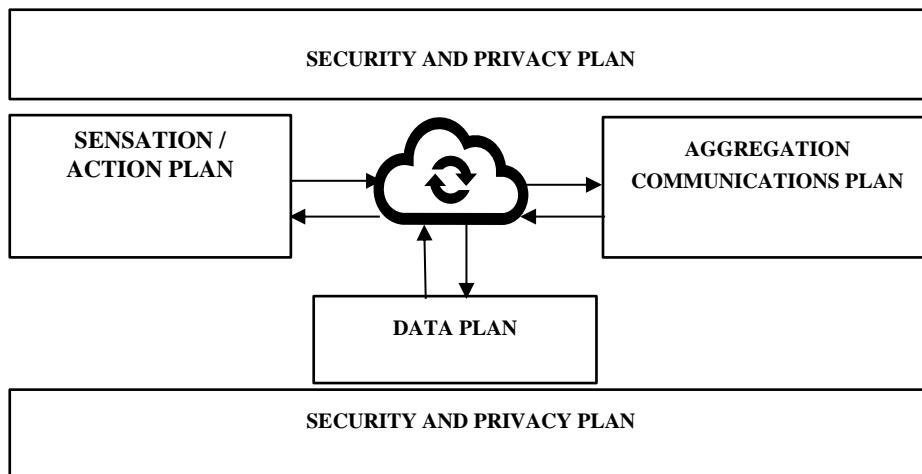 SECURITY AND PRIVACY PLAN
SENSATION /
ACTION PLAN
AGGREGATION
COMMUNICATIONS PLAN
DATA PLAN
SECURITY AND PRIVACY PLAN